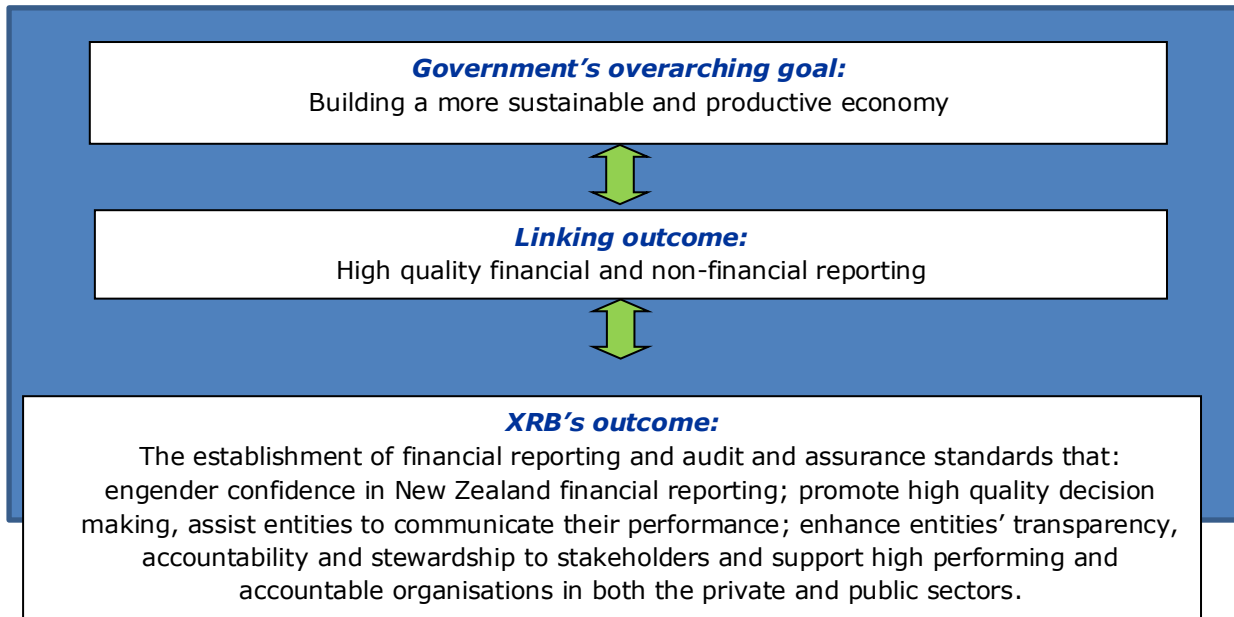 Government's overarching goal:
Building a more sustainable and productive economy
Linking outcome:
High quality financial and non-financial reporting
XRB's outcome:
The establishment of financial reporting and audit and assurance standards that:
engender confidence in New Zealand financial reporting; promote high quality decision
making, assist entities to communicate their performance; enhance entities' transparency,
accountability and stewardship to stakeholders and support high performing and
accountable organisations in both the private and public sectors.